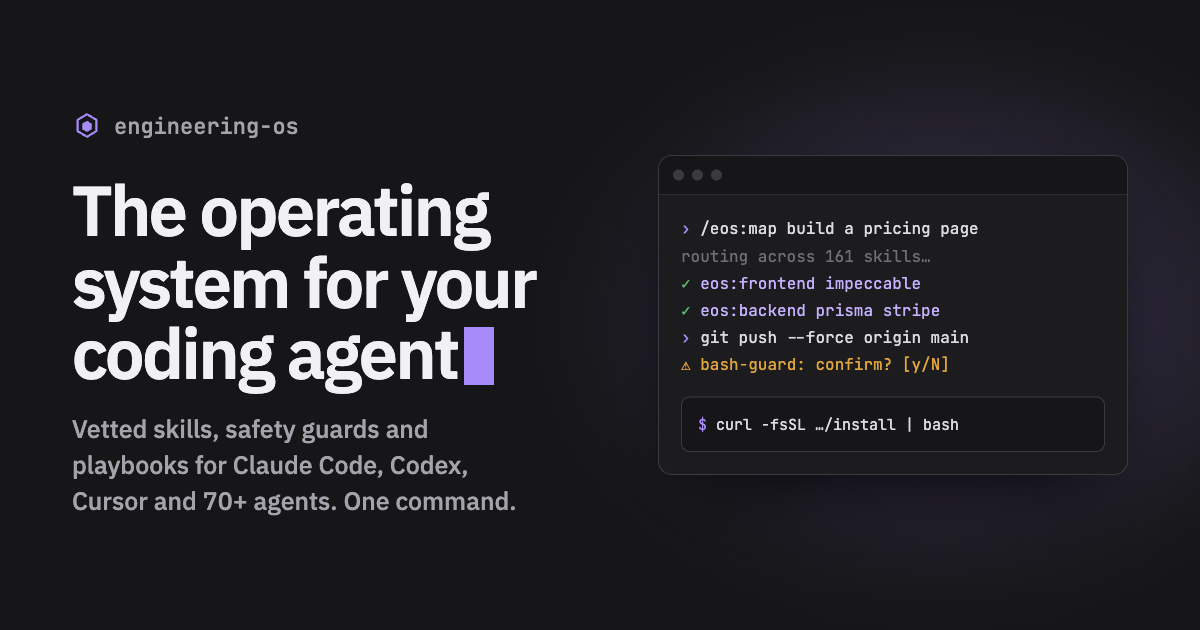 engineering-os
The operating
system for your
coding agent
Vetted skills, safety guards and
playbooks for Claude Code, Codex,
Cursor and 70+ agents. One command.
› /eos:map build a pricing page
routing across 161 skills…
✓ eos:frontend impeccable
✓ eos:backend prisma stripe
› git push --force origin main
⚠ bash-guard: confirm? [y/N]
$ curl -fsSL …/install | bash